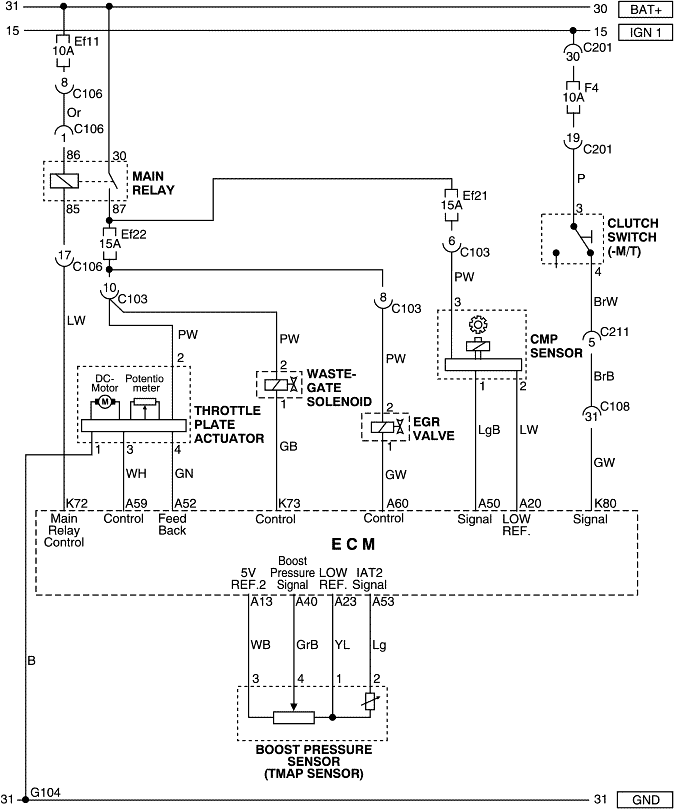 31 30 BAT+
15 15 IGN 1
Ef11
10A
8 C106
Or
C106
1
86 30
MAIN
RELAY
85 87
C201
30
F4
10A
19
C201
P
3
CLUTCH
SWITCH
(-M/T)
4
BrW
C211
5
BrB
C108
31
GW
Ef22
15A
17
C106
10
C103
LW
PW
2
Ef21
15A
6
C103
PW
3
CMP
SENSOR
1 2
LgB LW
8
C103
PW
2
EGR
VALVE
1
GW
PW
2
WASTE-
GATE
SOLENOID
1
GB
DC-
Motor
Potentio
meter
M
THROTTLE
PLATE
ACTUATOR
1 3 4
WH GN
K72 A59 A52 K73 A60 A50 A20 K80
Main
Relay
Control
Control
Feed
Back
Control
Control
Signal
LOW
REF.
Signal
ECM
5V
REF.2
Boost
Pressure
Signal
LOW
REF.
IAT2
Signal
A13 A40 A23 A53
WB GrB YL Lg
3 4 1 2
BOOST PRESSURE
SENSOR
(TMAP SENSOR)
B
G104
31 31 GND